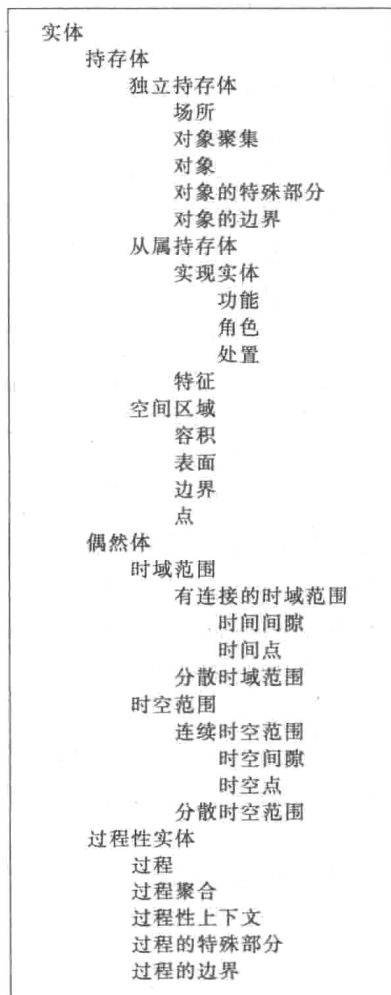 实体
持存体
独立持存体
场所
对象聚集
对象
对象的特殊部分
对象的边界
从属持存体
实现实体
功能
角色
处置
特征
空间区域
容积
表面
边界
点
偶然体
时域范围
有连接的时域范围
时间间隙
时间点
分散时域范围
时空范围
连续时空范围
时空间隙
时空点
分散时空范围
过程性实体
过程
过程聚合
过程性上下文
过程的特殊部分
过程的边界